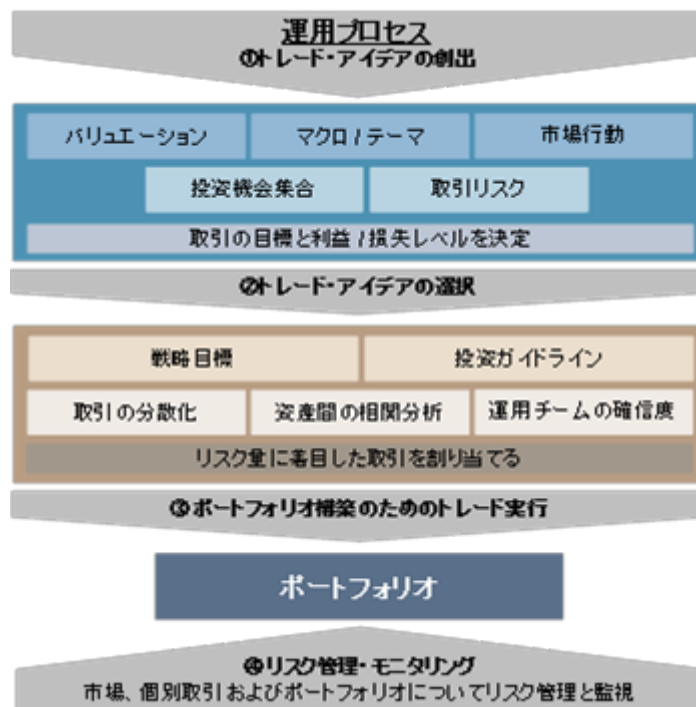 運用プロセス
①トレード・アイデアの創出
バリュエーション
マクロ/テーマ
市場行動
投資機会集合
取引リスク
取引の目標と利益/損失レベルを決定
②トレード・アイデアの選択
戦略目標
投資ガイドライン
取引の分散化
資産間の相関分析
運用チームの確信度
リスク量に着目した取引を割り当てる
③ポートフォリオ構築のためのトレード実行
ポートフォリオ
④リスク管理・モニタリング
市場、個別取引およびポートフォリオについてリスク管理と監視